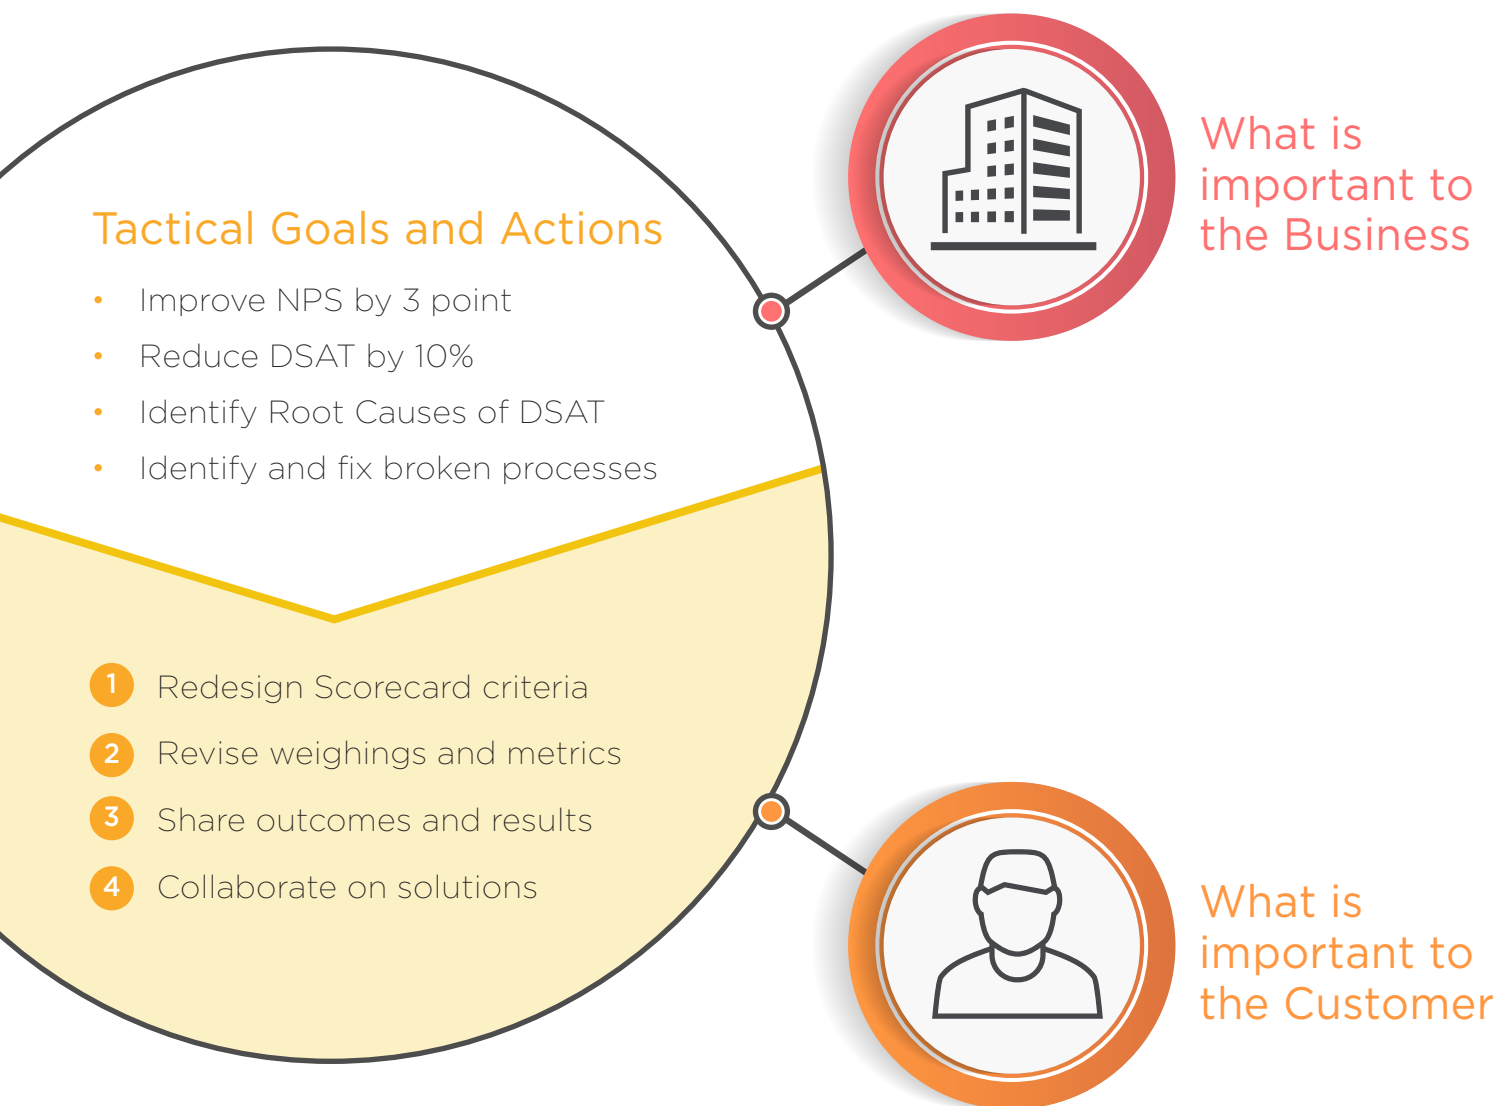 Tactical Goals and Actions
• Improve NPS by 3 point
• Reduce DSAT by 10%
• Identify Root Causes of DSAT
• Identify and fix broken processes
1 Redesign Scorecard criteria
2 Revise weighings and metrics
3 Share outcomes and results
4 Collaborate on solutions
What is
important to
the Business
What is
important to
the Customer